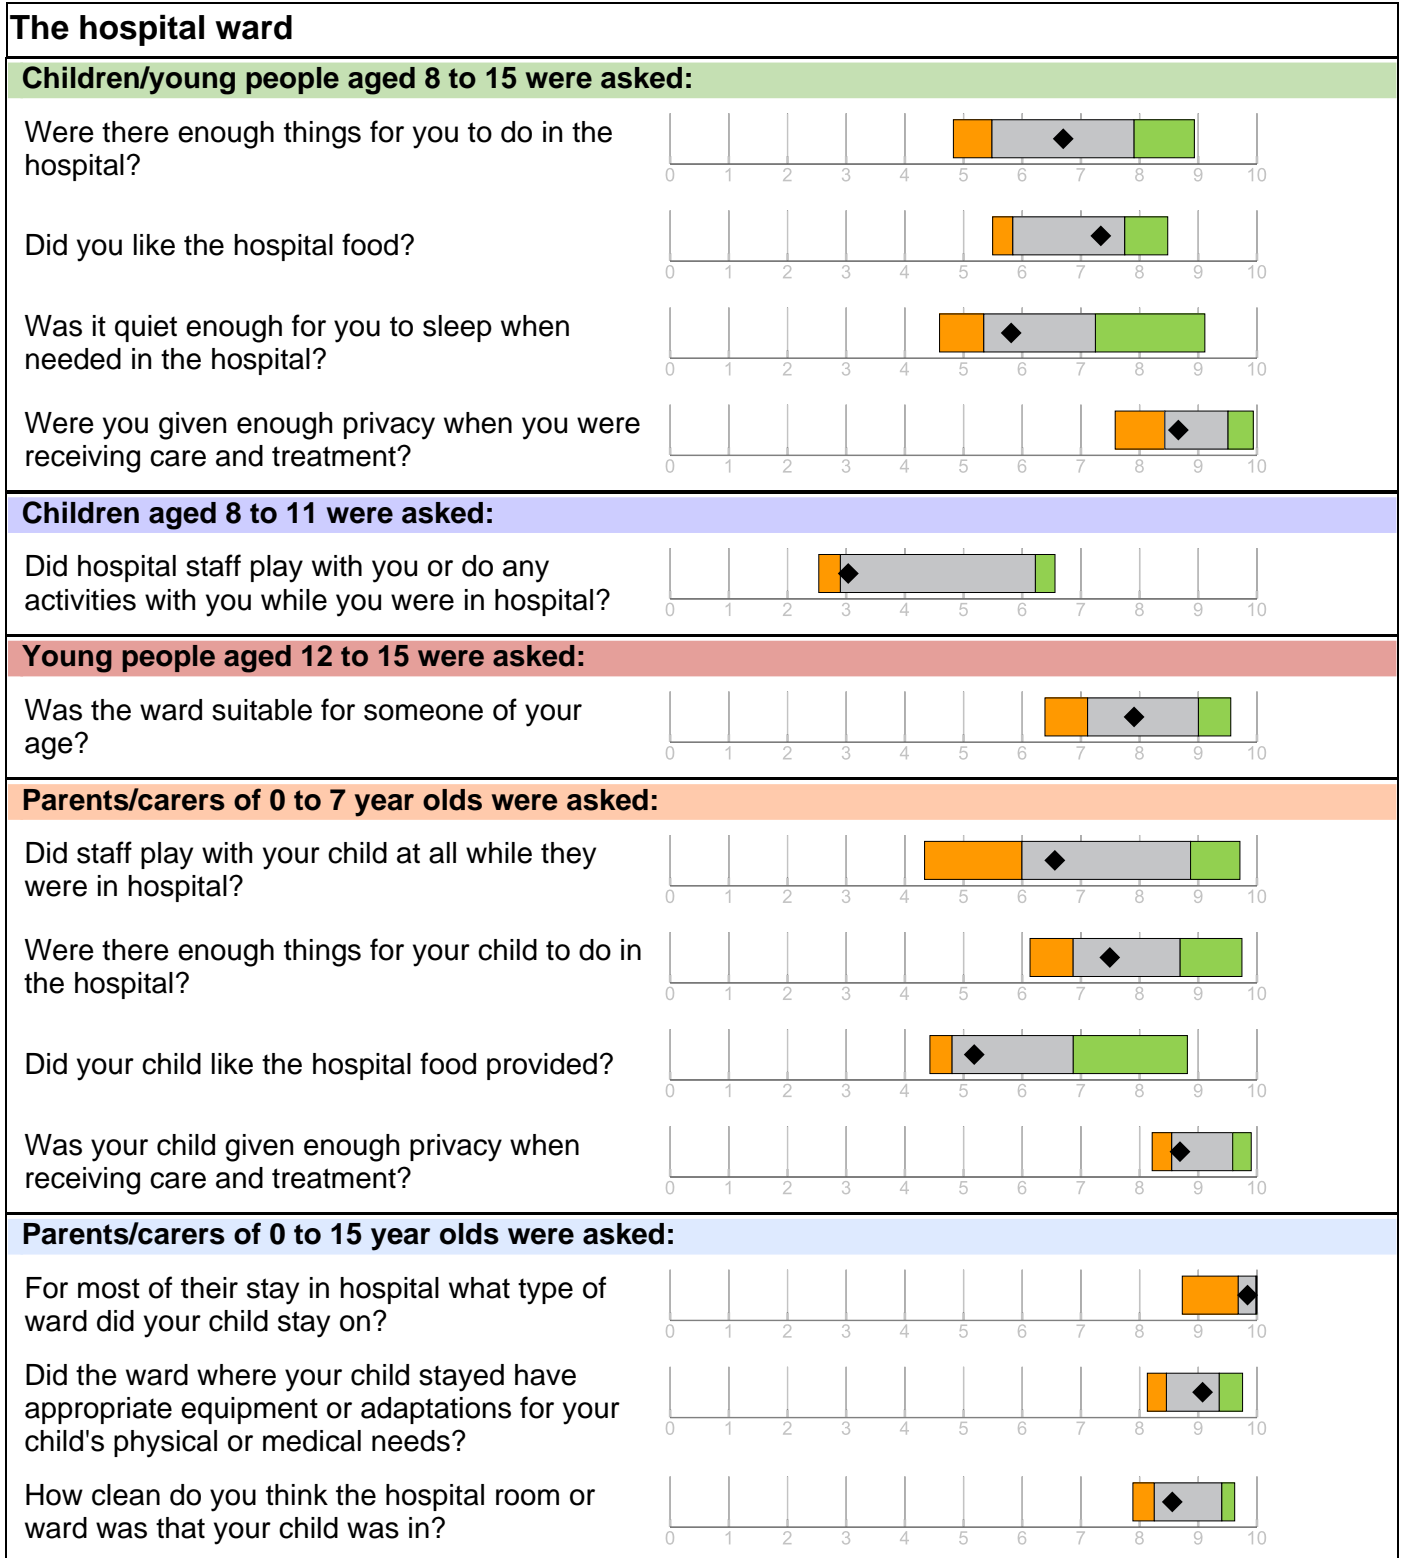 The hospital ward
Children/young people aged 8 to 15 were asked:
Were there enough things for you to do in the
hospital?
0 1 2 3 4 5 6 7 8 9 10
Did you like the hospital food?
0 1 2 3 4 5 6 7 8 9 10
Was it quiet enough for you to sleep when
needed in the hospital?
0 1 2 3 4 5 6 7 8 9 10
Were you given enough privacy when you were
receiving care and treatment?
0 1 2 3 4 5 6 7 8 9 10
Children aged 8 to 11 were asked:
Did hospital staff play with you or do any
activities with you while you were in hospital?
0 1 2 3 4 5 6 7 8 9 10
Young people aged 12 to 15 were asked:
Was the ward suitable for someone of your
age?
0 1 2 3 4 5 6 7 8 9 10
Parents/carers of 0 to 7 year olds were asked:
Did staff play with your child at all while they
were in hospital?
0 1 2 3 4 5 6 7 8 9 10
Were there enough things for your child to do in
the hospital?
0 1 2 3 4 5 6 7 8 9 10
Did your child like the hospital food provided?
0 1 2 3 4 5 6 7 8 9 10
Was your child given enough privacy when
receiving care and treatment?
0 1 2 3 4 5 6 7 8 9 10
Parents/carers of 0 to 15 year olds were asked:
For most of their stay in hospital what type of
ward did your child stay on?
0 1 2 3 4 5 6 7 8 9 10
Did the ward where your child stayed have
appropriate equipment or adaptations for your
child's physical or medical needs?
0 1 2 3 4 5 6 7 8 9 10
How clean do you think the hospital room or
ward was that your child was in?
0 1 2 3 4 5 6 7 8 9 10